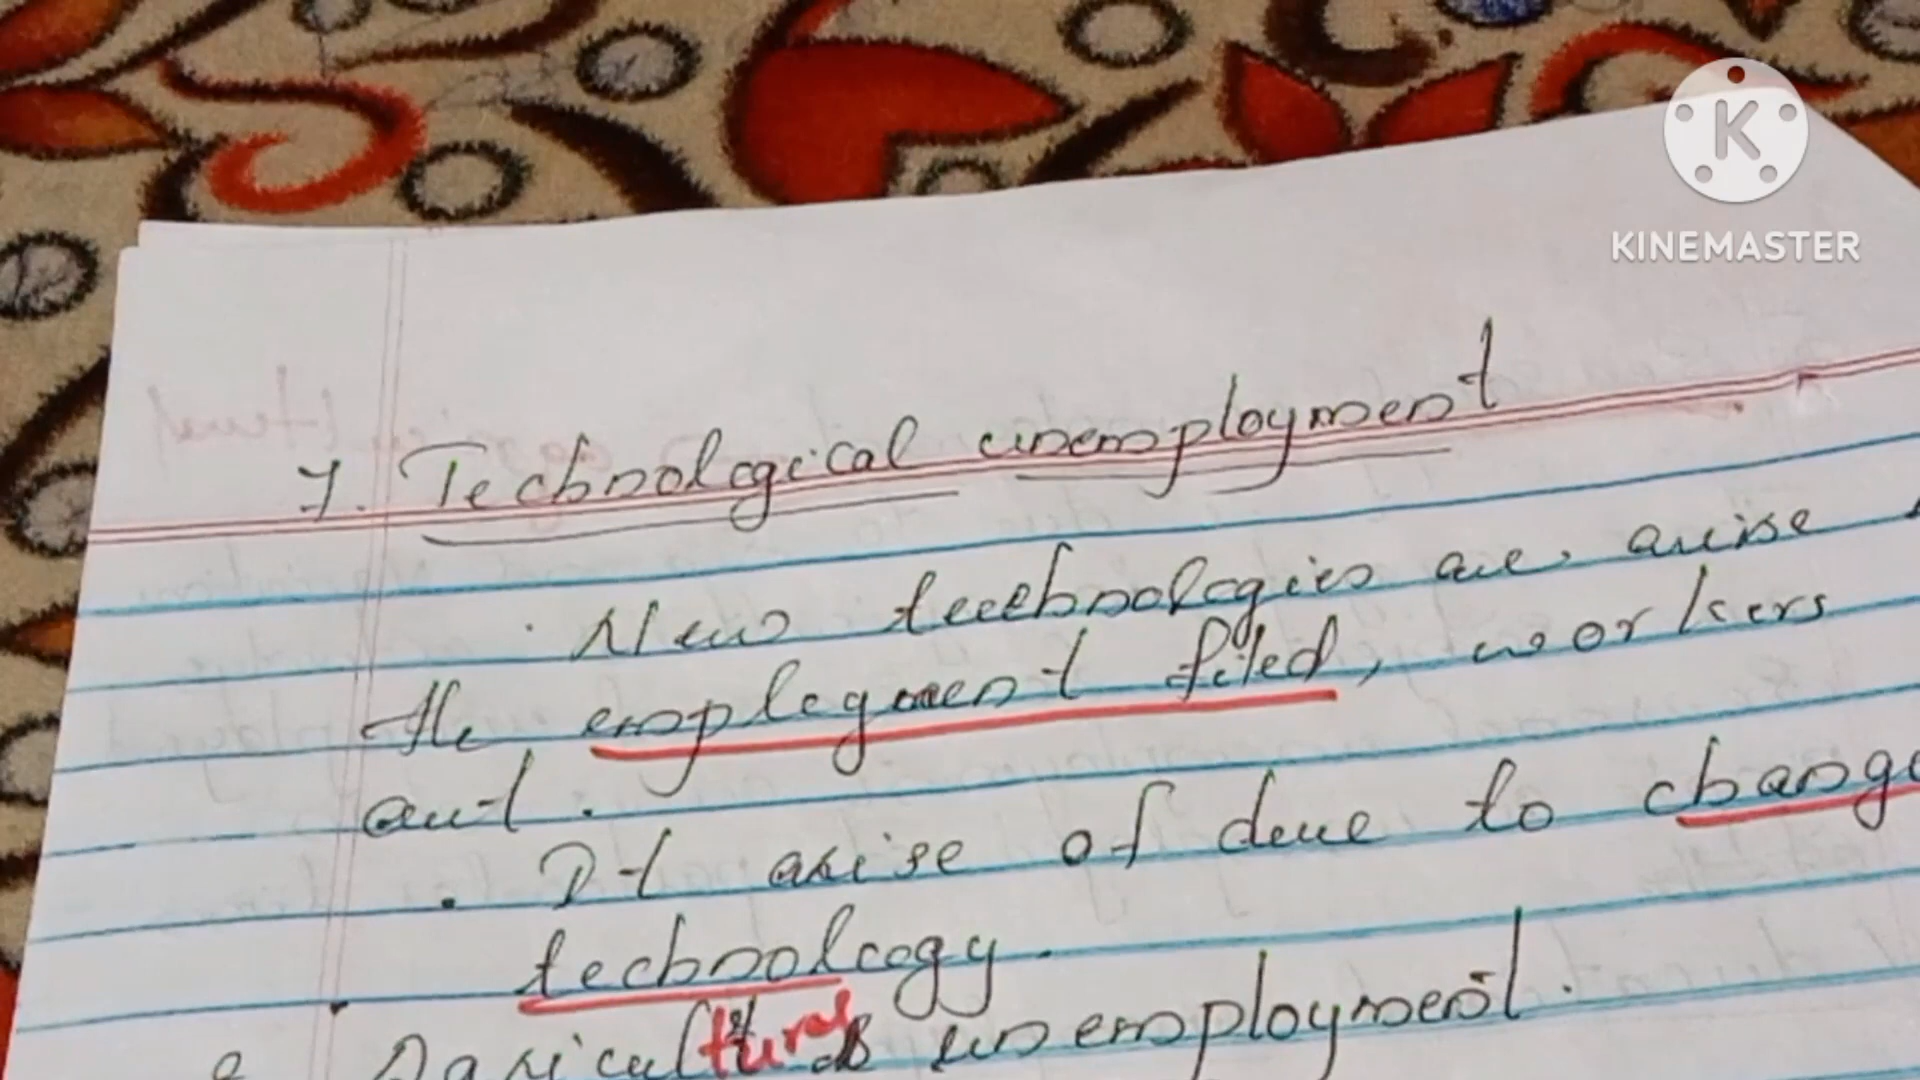 K
KINEMASTER
7. Technological unemployment
. New technologies are arise
the employment filed, workers
out.
. It arise of due to change
technology.
Agricultural unemployment.